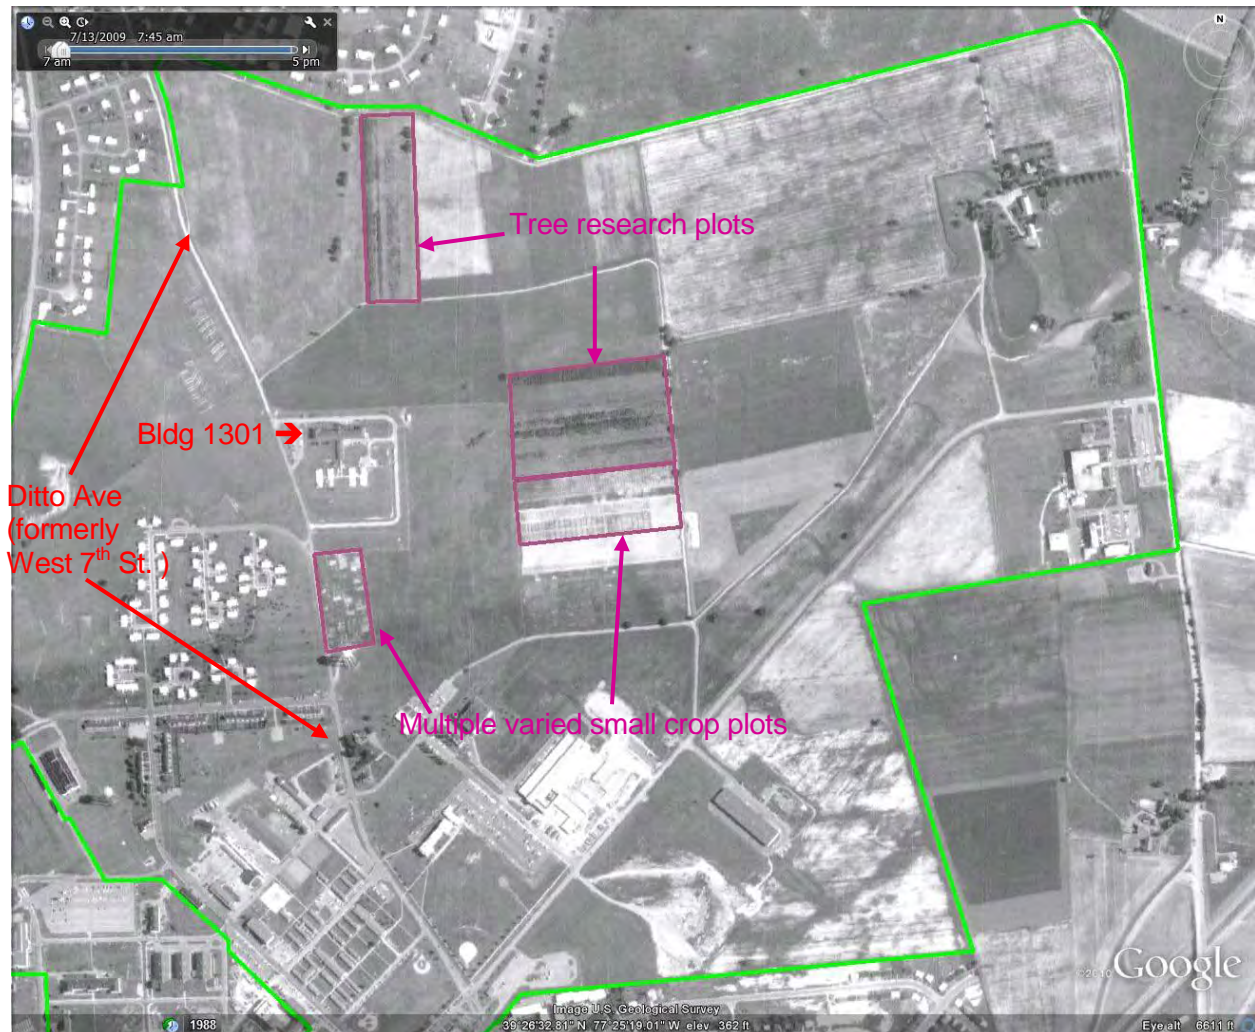 7/13/2009 7:45 am
7 am 5 pm
N
Tree research plots
Bldg 1301 →
Ditto Ave
(formerly
West 7th St. )
Multiple varied small crop plots
©2010 Google
Image U.S. Geological Survey
1988 39°26'32.81" N 77°25'19.01" W elev 362 ft Eye alt 6611 ft